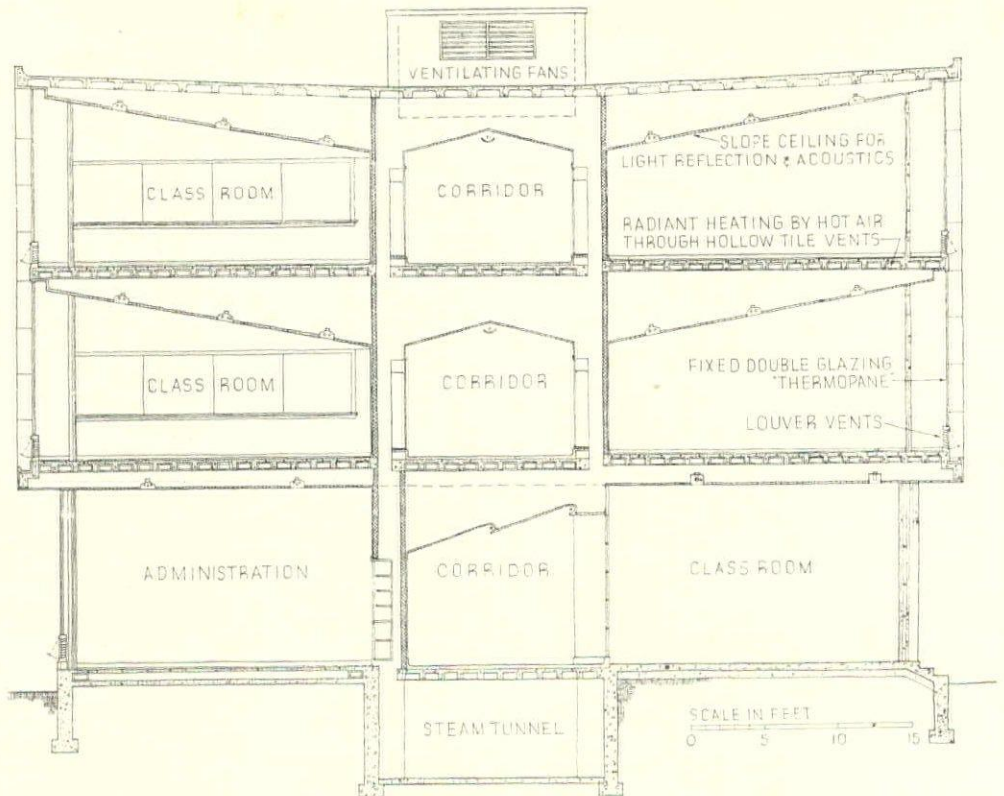 VENTILATING FANS
SLOPE CEILING FOR
LIGHT REFLECTION & ACOUSTICS
CLASS ROOM
CORRIDOR
RADIANT HEATING BY HOT AIR
THROUGH HOLLOW TILE VENTS
FIXED DOUBLE GLAZING
"THERMOPANE"
CLASS ROOM
CORRIDOR
LOUVER VENTS
ADMINISTRATION
CORRIDOR
CLASS ROOM
STEAM TUNNEL
SCALE IN FEET
0 5 10 15